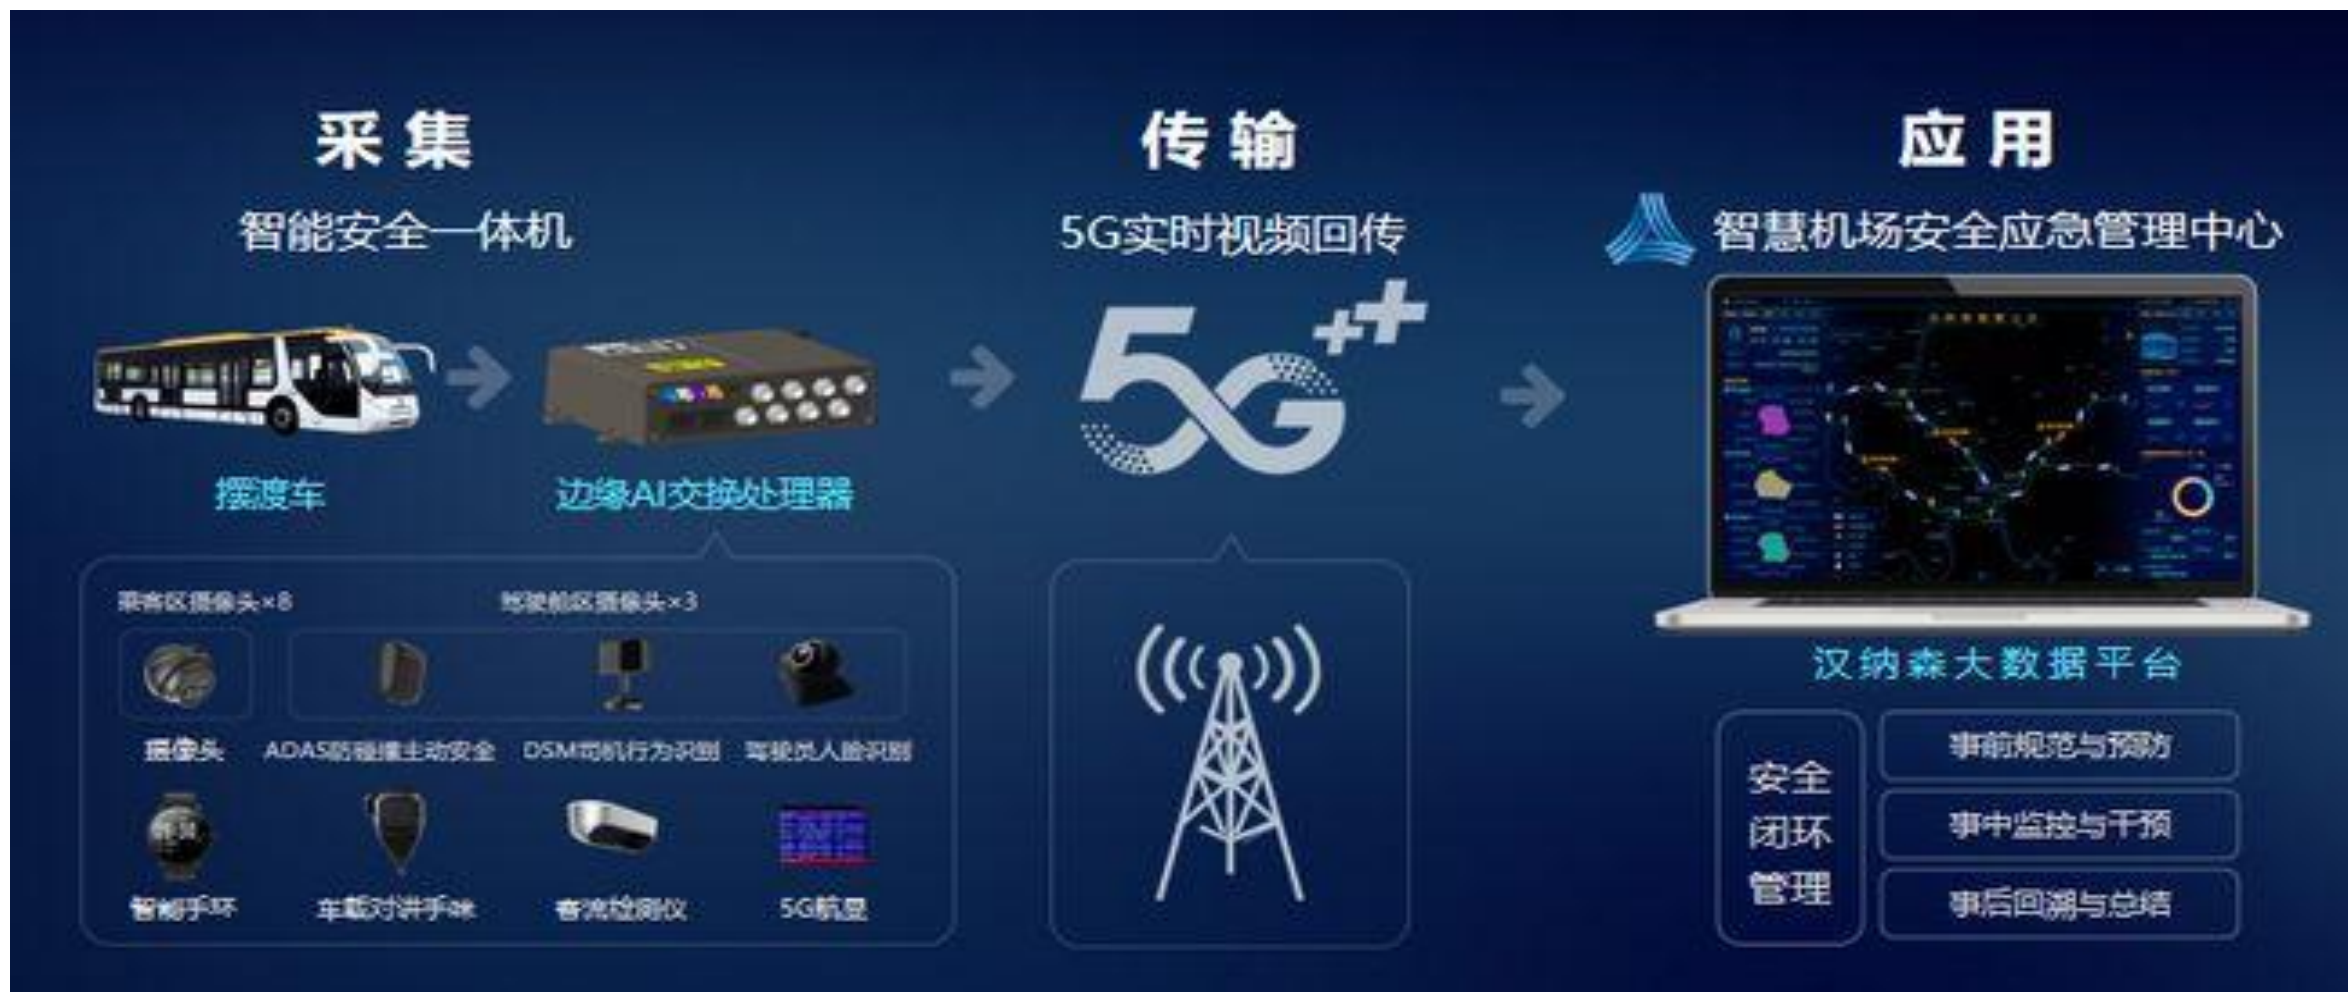 采集
智能安全一体机
摆渡车
边缘AI交换处理器
乘客区摄像头×8
驾驶舱区摄像头×3
摄像头
ADAS防碰撞主动安全
DSM司机行为识别
驾驶员人脸识别
智能手环
车载对讲手咪
客流检测仪
5G航显
传输
5G实时视频回传
5G++
应用
智慧机场安全应急管理中心
汉纳森大数据平台
安全
闭环
管理
事前规范与预防
事中监控与干预
事后回溯与总结